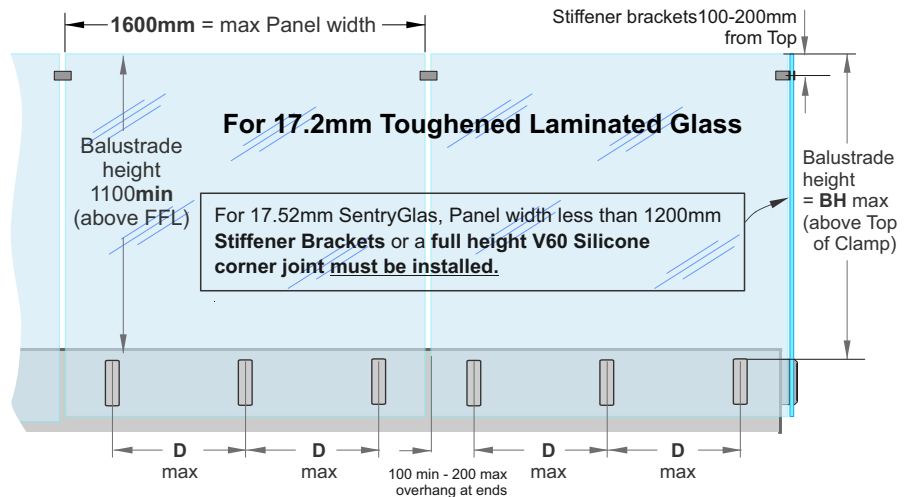 1600mm = max Panel width
Stiffener brackets100-200mm
from Top
For 17.2mm Toughened Laminated Glass
Balustrade
height
1100min
(above FFL)
Balustrade
height
= BH max
(above Top
of Clamp)
For 17.52mm SentryGlas, Panel width less than 1200mm
Stiffener Brackets or a full height V60 Silicone
corner joint must be installed.
D
max
D
max
100 min - 200 max
overhang at ends
D
max
D
max